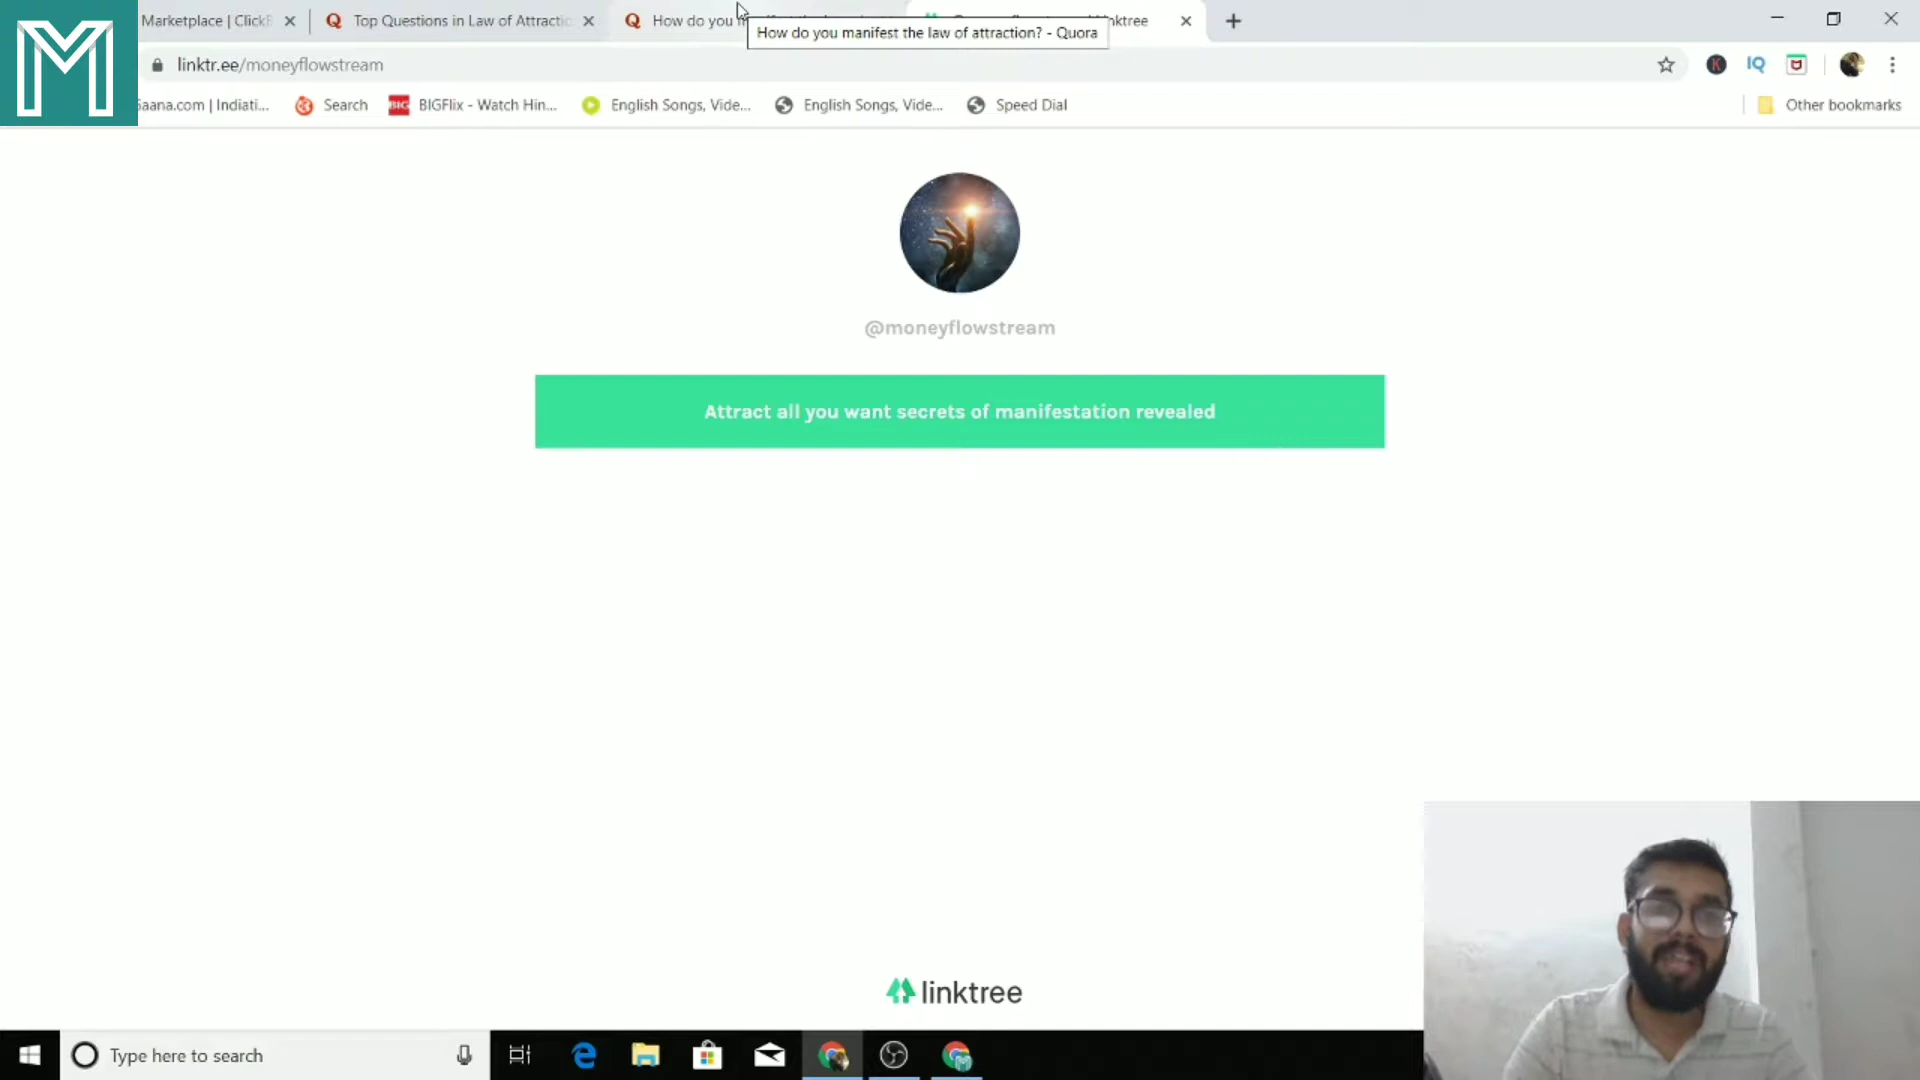 Marketplace | ClickB
Top Questions in Law of Attractio
How do you
linktree
How do you manifest the law of attraction? - Quora
linktr.ee/moneyflowstream
Gaana.com | Indiati...
Search
BIGFlix - Watch Hin...
English Songs, Vide...
English Songs, Vide...
Speed Dial
Other bookmarks
@moneyflowstream
Attract all you want secrets of manifestation revealed
linktree
Type here to search